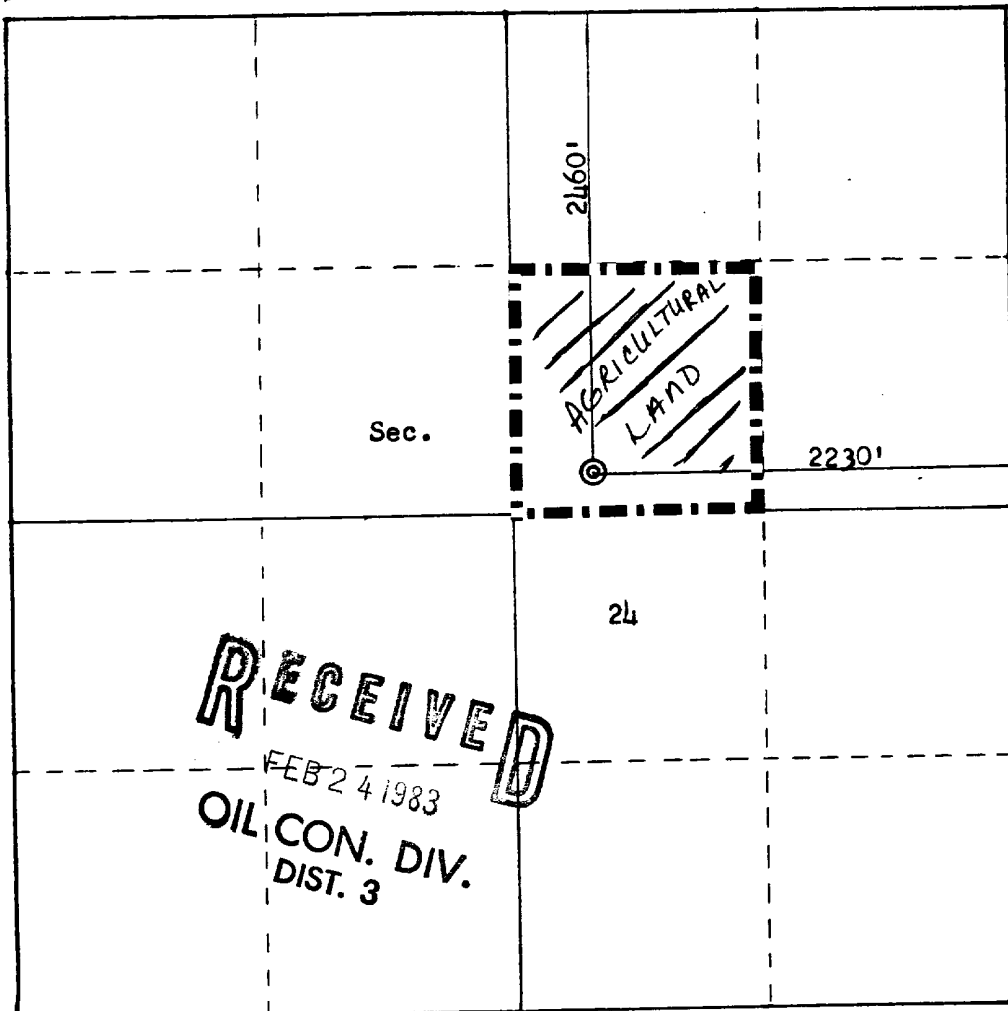 2460'
AGRICULTURAL
LAND
Sec.
2230'
24
RECEIVED
FEB 24 1983
OIL CON. DIV.
DIST. 3